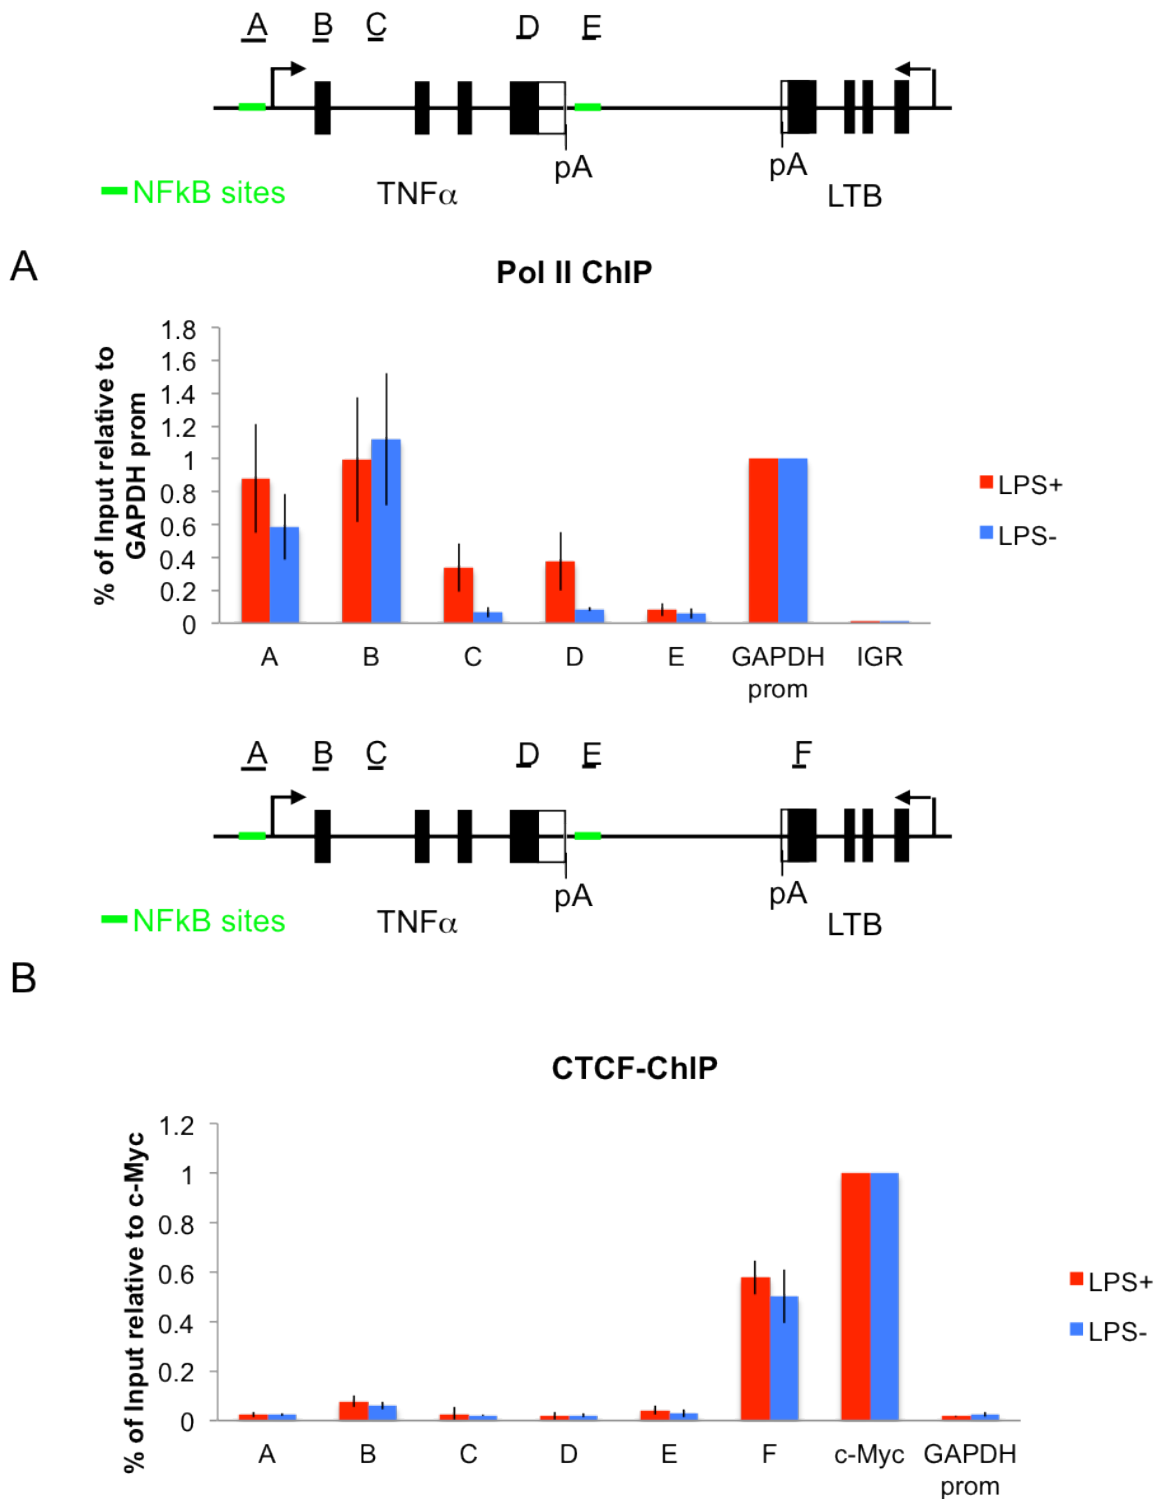 A B C D E
pA pA
NFkB sites TNFα LTB
A
Pol II ChIP
% of Input relative to
GAPDH prom
1.8
1.6
1.4
1.2
1
0.8
0.6
0.4
0.2
0
A B C D E GAPDH IGR
prom
LPS+
LPS-
A B C D E F
pA pA
NFkB sites TNFα LTB
B
CTCF-ChIP
% of Input relative to c-Myc
1.2
1
0.8
0.6
0.4
0.2
0
A B C D E F c-Myc GAPDH
prom
LPS+
LPS-